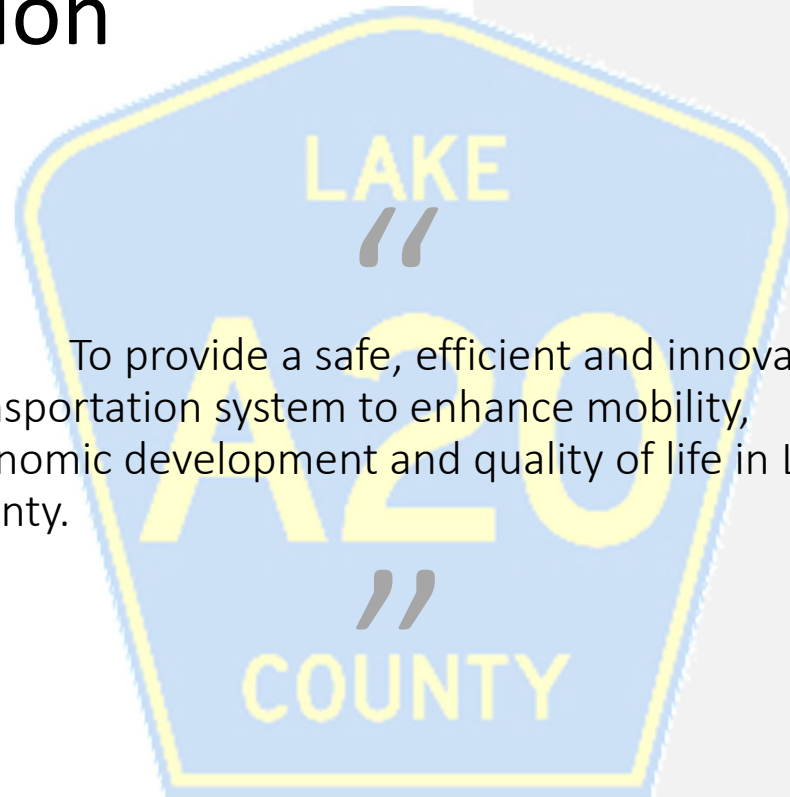 ion
LAKE
“
To provide a safe, efficient and innova
nsportation system to enhance mobility,
nomic development and quality of life in L
nty.
A20
”
COUNTY